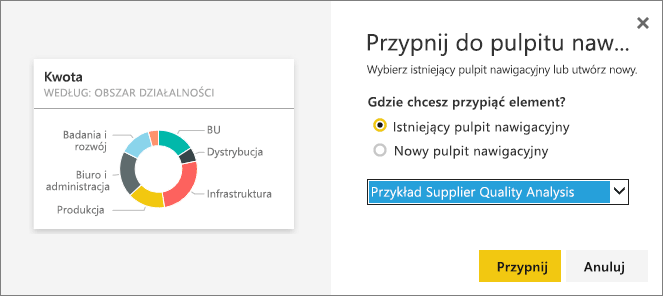 Kwota
WEDŁUG: OBSZAR DZIAŁALNOŚCI
Badania i
rozwój
BU
Dystrybucja
Biuro i
administracja
Infrastruktura
Produkcja
Przypnij do pulpitu naw...
Wybierz istniejący pulpit nawigacyjny lub utwórz nowy.
Gdzie chcesz przypiąć element?
Istniejący pulpit nawigacyjny
Nowy pulpit nawigacyjny
Przykład Supplier Quality Analysis
Przypnij
Anuluj